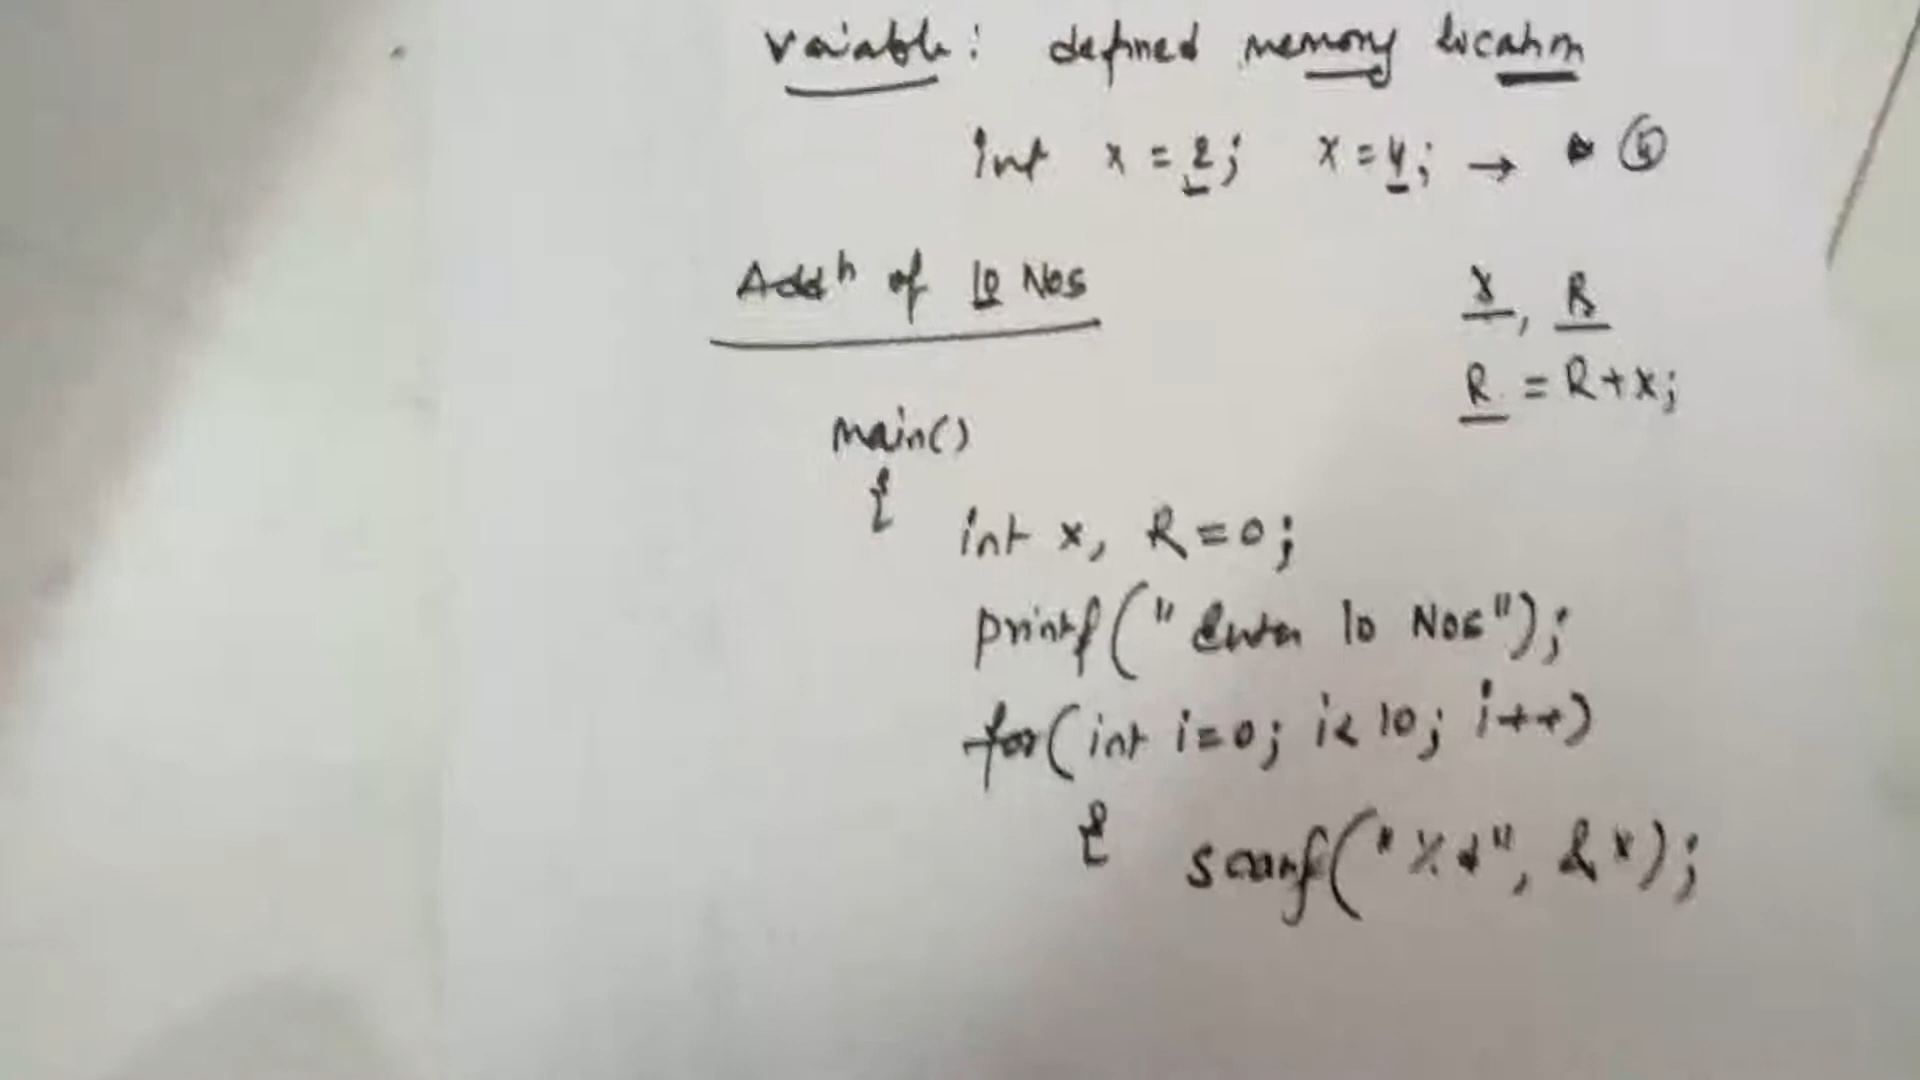 Variable: defined memory location
int x = 2; x = 4; → ④
Addn of 10 Nos
x, R
R = R + x;
main()
{
int x, R = 0;
printf("Enter 10 Nos");
for(int i=0; i< 10; i++)
{ scanf("%d", &x);